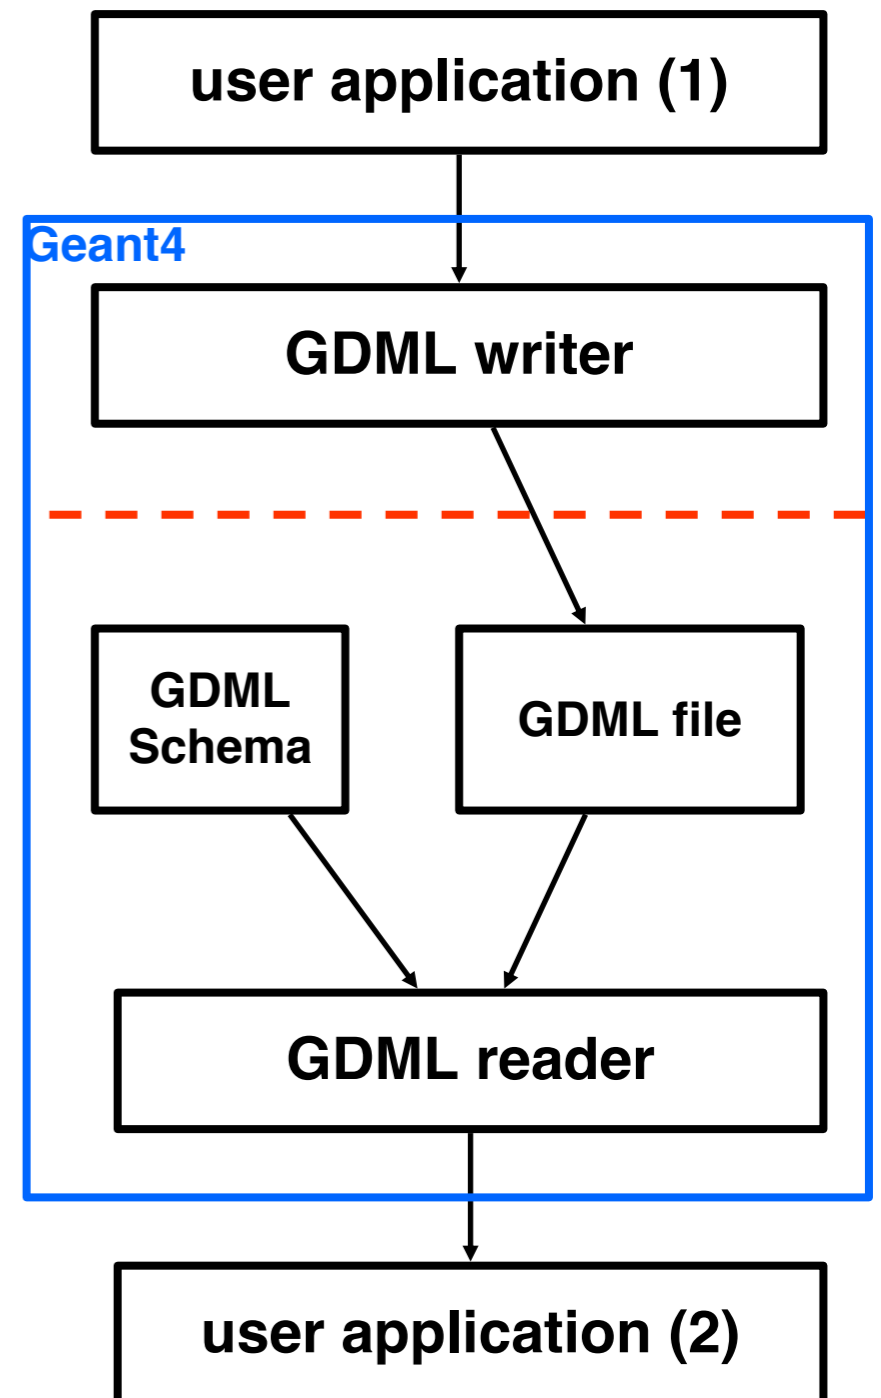 user application (1)
Geant4
GDML writer
GDML
Schema
GDML file
GDML reader
user application (2)